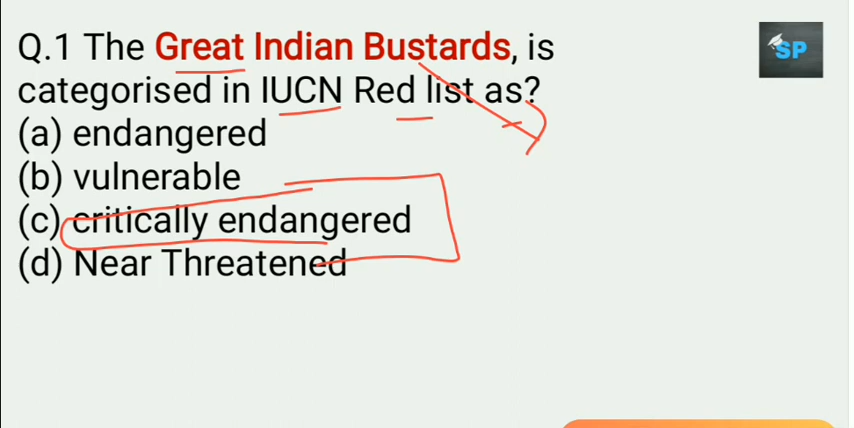 Q.1 The Great Indian Bustards, is
categorised in IUCN Red list as?
(a) endangered
(b) vulnerable
(c) critically endangered
(d) Near Threatened
SP